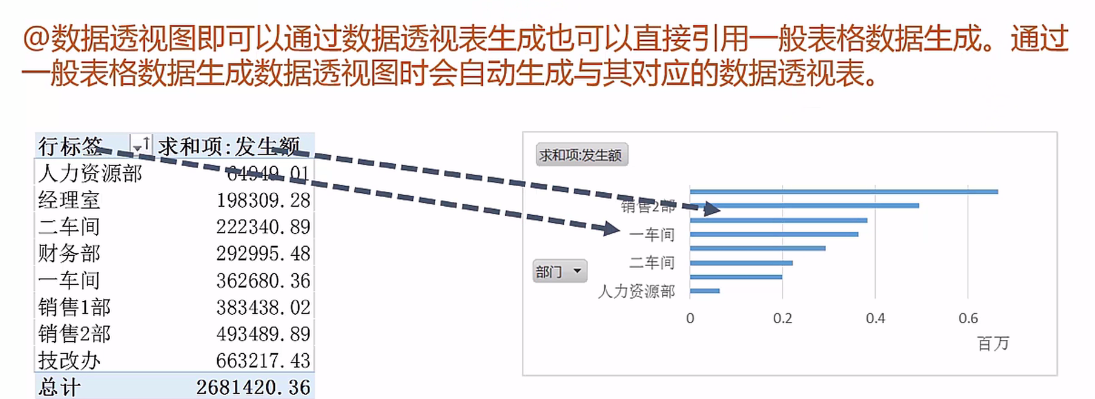 @数据透视图即可以通过数据透视表生成也可以直接引用一般表格数据生成。通过
一般表格数据生成数据透视图时会自动生成与其对应的数据透视表。
行标签 求和项:发生额
人力资源部 64949.01
经理室 198309.28
二车间 222340.89
财务部 292995.48
一车间 362680.36
销售1部 383438.02
销售2部 493489.89
技改办 663217.43
总计 2681420.36
求和项:发生额
销售2部
一车间
部门
二车间
人力资源部
0 0.2 0.4 0.6
百万